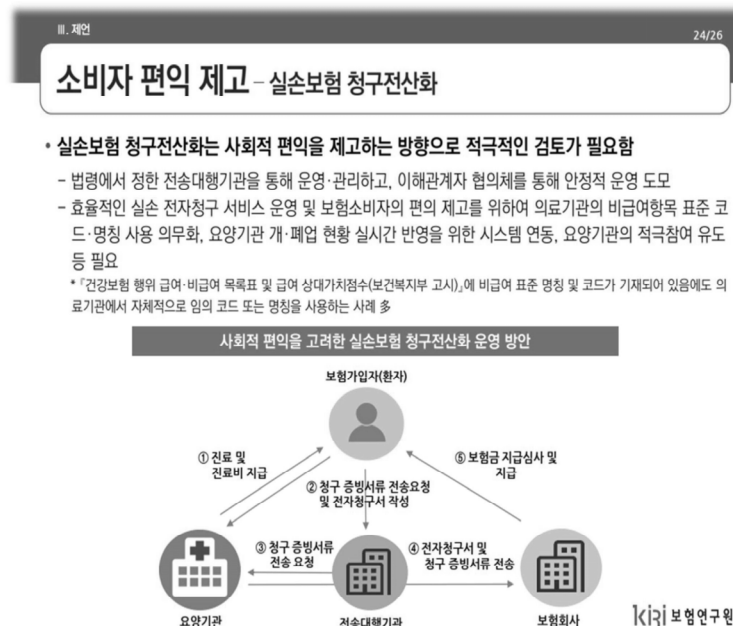 Ⅲ. 제언
24/26
소비자 편익 제고 – 실손보험 청구전산화
• 실손보험 청구전산화는 사회적 편익을 제고하는 방향으로 적극적인 검토가 필요함
– 법령에서 정한 전송대행기관을 통해 운영·관리하고, 이해관계자 협의체를 통해 안정적 운영 도모
– 효율적인 실손 전자청구 서비스 운영 및 보험소비자의 편의 제고를 위하여 의료기관의 비급여항목 표준 코
드·명칭 사용 의무화, 요양기관 개·폐업 현황 실시간 반영을 위한 시스템 연동, 요양기관의 적극참여 유도
등 필요
* 『건강보험 행위 급여·비급여 목록표 및 급여 상대가치점수(보건복지부 고시)』에 비급여 표준 명칭 및 코드가 기재되어 있음에도 의
료기관에서 자체적으로 임의 코드 또는 명칭을 사용하는 사례 多
사회적 편익을 고려한 실손보험 청구전산화 운영 방안
보험가입자(환자)
① 진료 및
진료비 지급
⑤ 보험금 지급심사 및
지급
② 청구 증빙서류 전송요청
및 전자청구서 작성
③ 청구 증빙서류
전송 요청
④ 전자청구서 및
청구 증빙서류 전송
요양기관
전송대행기관
보험회사
kiri 보험연구원